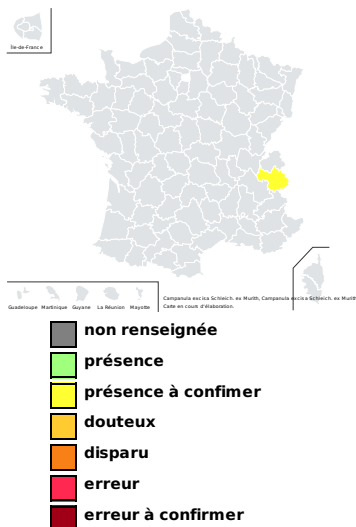 Île-de-France
Guadeloupe Martinique Guyane La Réunion Mayotte
Campanula excisa Schleich. ex Murith, Campanula excisa Schleich. ex Murith
Carte en cours d'élaboration.
non renseignée
présence
présence à confimer
douteux
disparu
erreur
erreur à confirmer